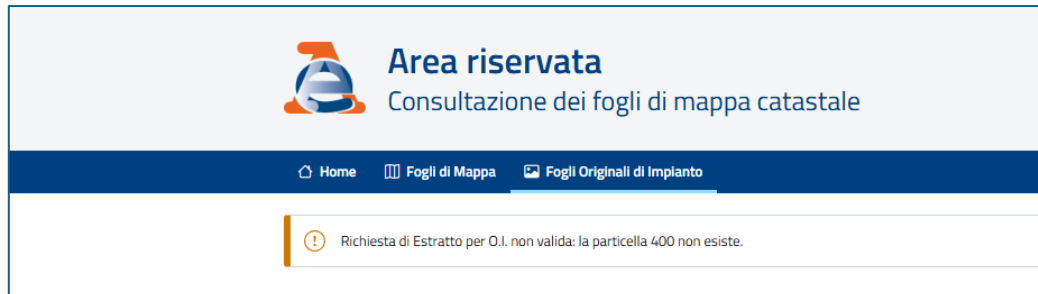 Area riservata
Consultazione dei fogli di mappa catastale
Home Fogli di Mappa Fogli Originali di Impianto
Richiesta di Estratto per O.I. non valida: la particella 400 non esiste.